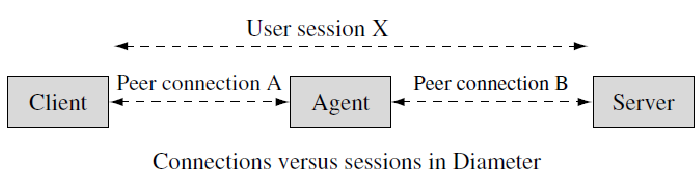 User session X
Peer connection A
Peer connection B
Client
Agent
Server
Connections versus sessions in Diameter